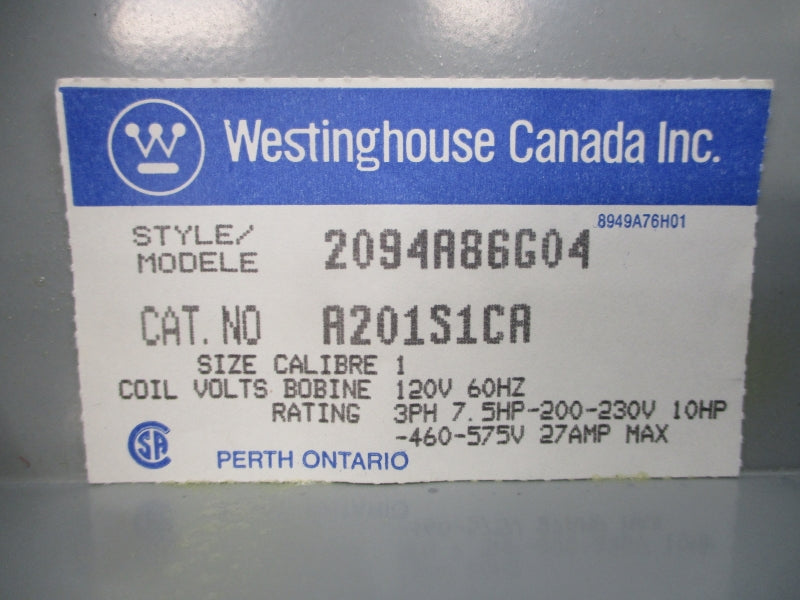 W
Westinghouse Canada Inc.
8949A76H01
STYLE/ 2094A86G04
MODELE
CAT.NO A201S1CA
SIZE CALIBRE 1
COIL VOLTS BOBINE 120V 60HZ
RATING 3PH 7.5HP-200-230V 10HP
-460-575V 27AMP MAX
CSA PERTH ONTARIO